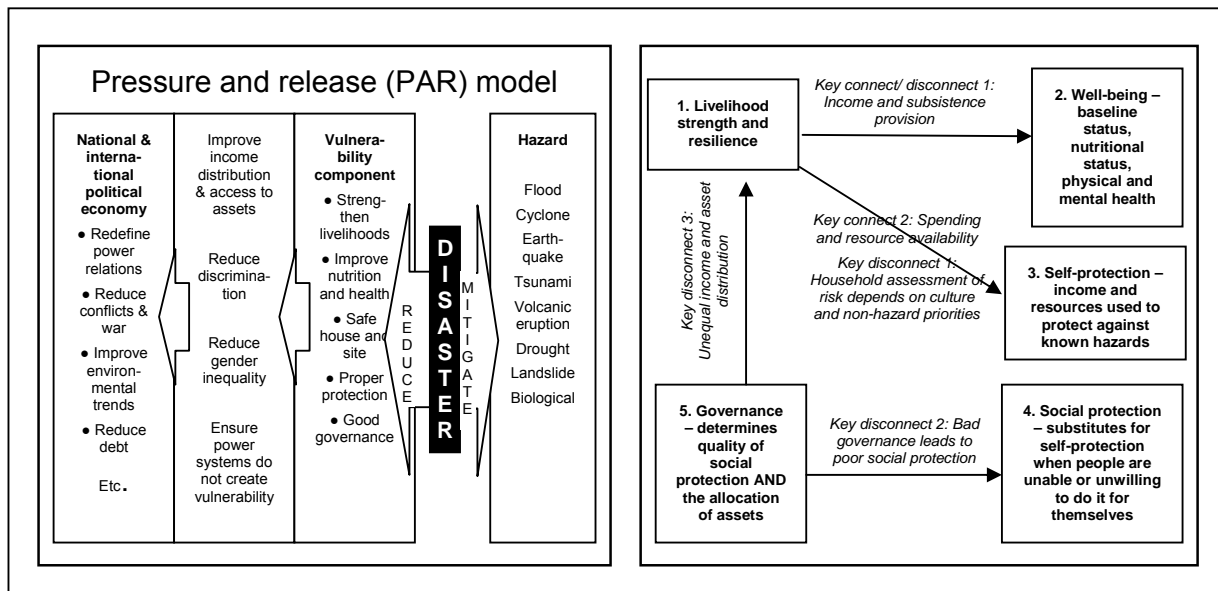 Pressure and release (PAR) model
National &
interna-
tional
political
economy
● Redefine
power
relations
● Reduce
conflicts &
war
● Improve
environ-
mental
trends
● Reduce
debt
Etc.
Improve
income
distribution
& access to
assets
Reduce
discrimina-
tion
Reduce
gender
inequality
Ensure
power
systems do
not create
vulnerability
Vulnera-
bility
component
● Streng-
then
livelihoods
● Improve
nutrition
and health
● Safe
house and
site
● Proper
protection
● Good
governance
REDUCE
DISASTER
MITIGATE
Hazard
Flood
Cyclone
Earth-
quake
Tsunami
Volcanic
eruption
Drought
Landslide
Biological
1. Livelihood
strength and
resilience
Key connect/ disconnect 1:
Income and subsistence
provision
2. Well-being –
baseline
status,
nutritional
status,
physical and
mental health
Key connect 2: Spending
and resource availability
Key disconnect 1:
Household assessment of
risk depends on culture
and non-hazard priorities
3. Self-protection –
income and
resources used to
protect against
known hazards
Key disconnect 3:
Unequal income and asset
distribution
5. Governance
– determines
quality of
social
protection AND
the allocation
of assets
Key disconnect 2: Bad
governance leads to
poor social protection
4. Social protection
– substitutes for
self-protection
when people are
unable or unwilling
to do it for
themselves